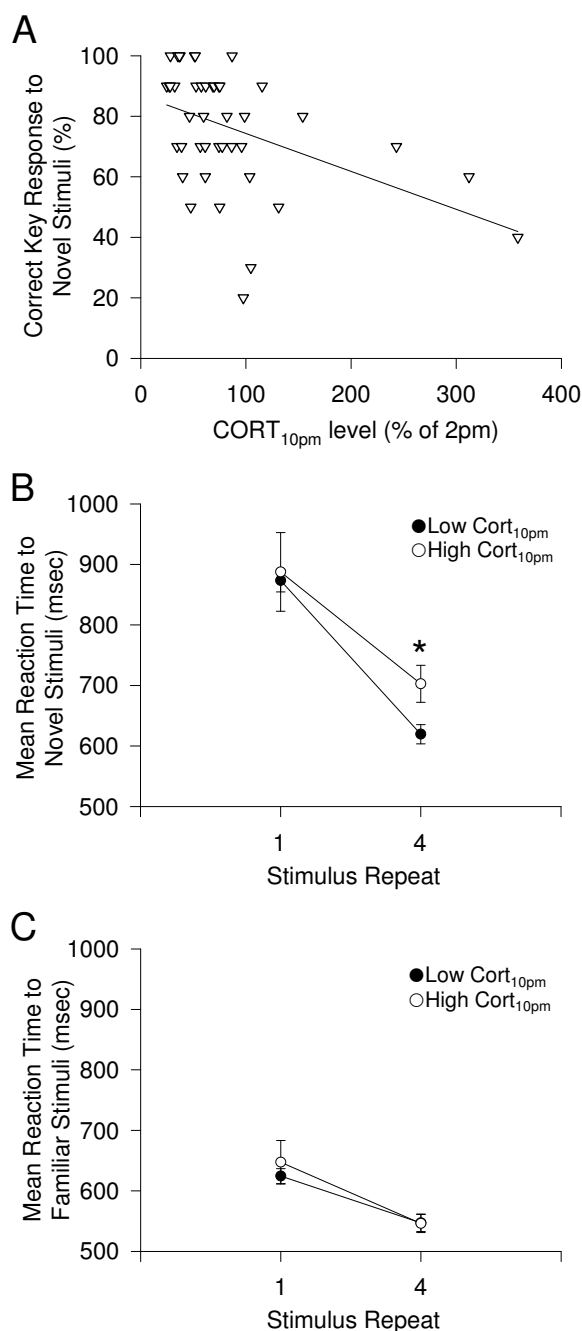 A
Correct Key Response to
Novel Stimuli (%)
100
80
60
40
20
0
0 100 200 300 400
CORT10pm level (% of 2pm)
B
Mean Reaction Time to
Novel Stimuli (msec)
1000
900
800
700
600
500
Low Cort10pm
High Cort10pm
*
1 4
Stimulus Repeat
C
Mean Reaction Time to
Familiar Stimuli (msec)
1000
900
800
700
600
500
Low Cort10pm
High Cort10pm
1 4
Stimulus Repeat